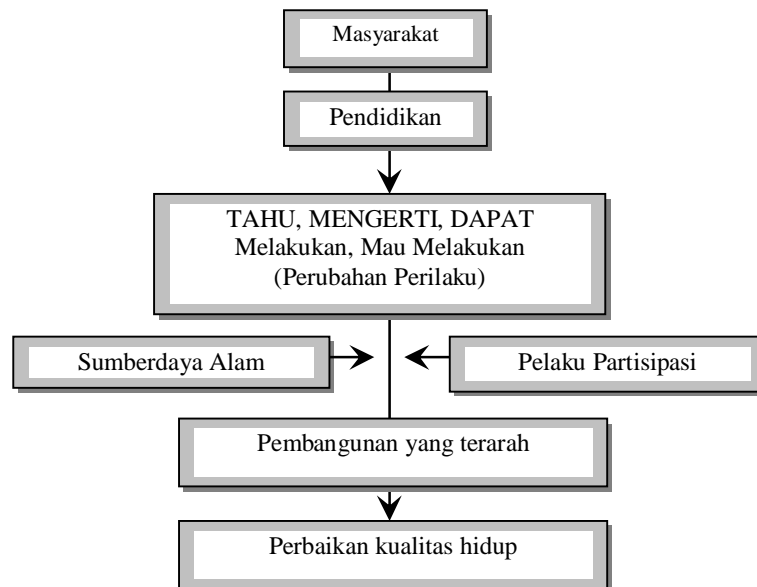 Masyarakat
Pendidikan
TAHU, MENGERTI, DAPAT
Melakukan, Mau Melakukan
(Perubahan Perilaku)
Sumberdaya Alam
Pelaku Partisipasi
Pembangunan yang terarah
Perbaikan kualitas hidup